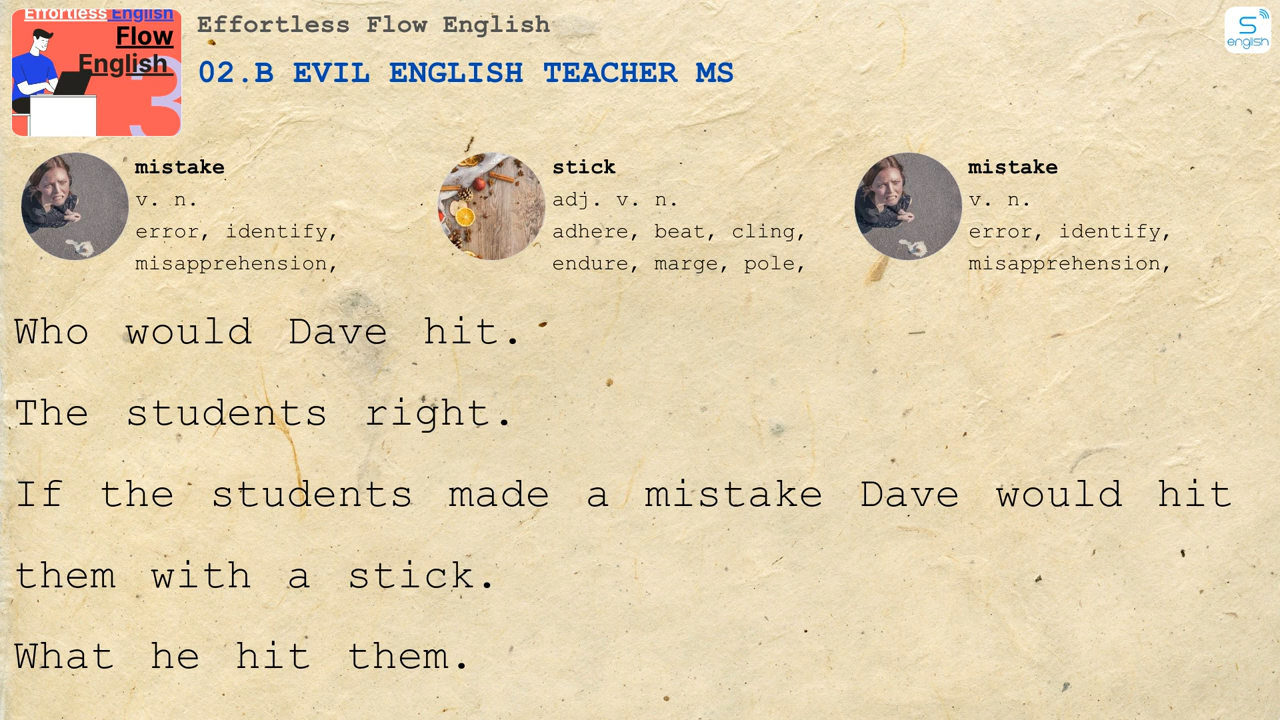 Effortless English
Flow
English
3
Effortless Flow English
02.B EVIL ENGLISH TEACHER MS
S
english
mistake
v. n.
error, identify,
misapprehension,
stick
adj. v. n.
adhere, beat, cling,
endure, marge, pole,
mistake
v. n.
error, identify,
misapprehension,
Who would Dave hit.
The students right.
If the students made a mistake Dave would hit
them with a stick.
What he hit them.